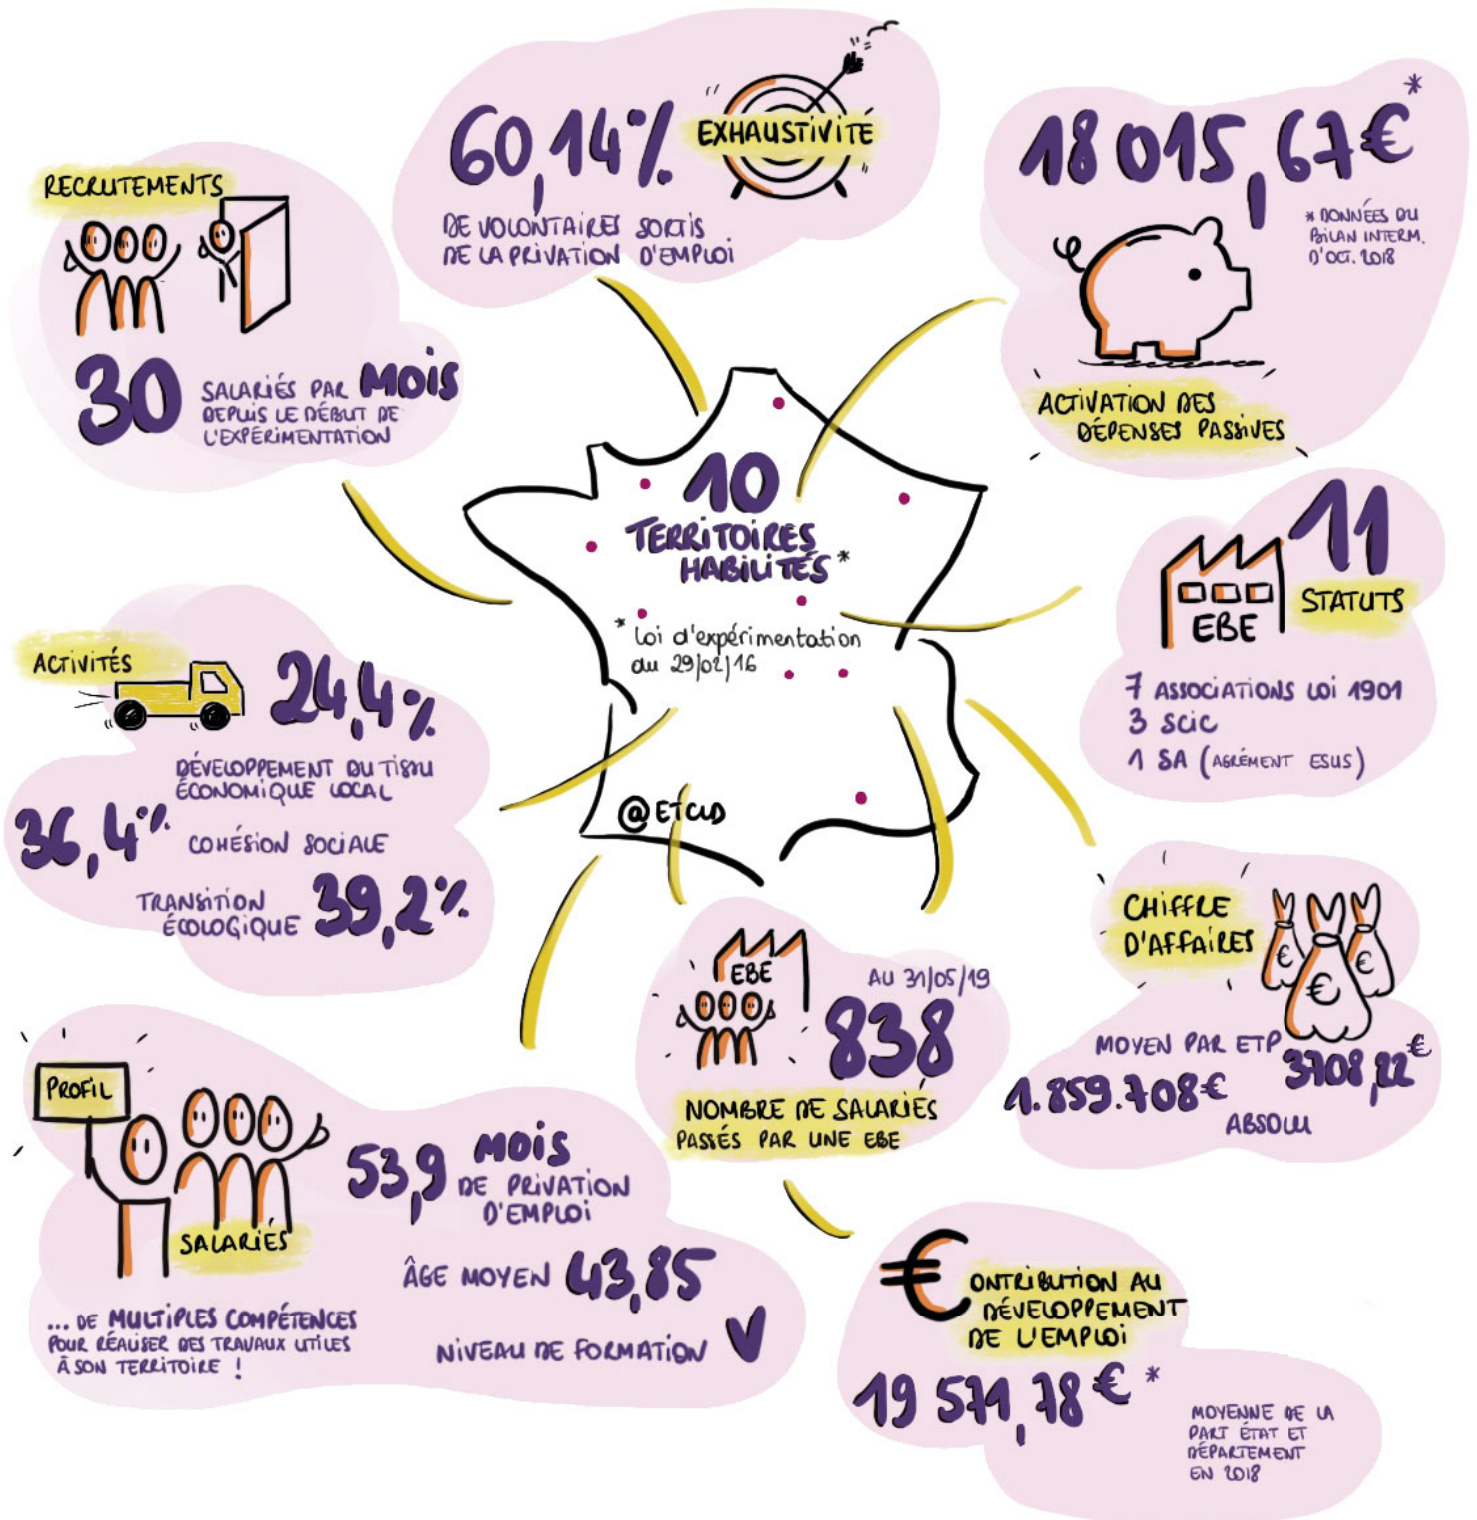 60,14%
EXHAUSTIVITÉ
DE VOLONTAIRES SORTIS
DE LA PRIVATION D'EMPLOI
18 015,67€*
* DONNÉES DU
BILAN INTERM.
D'OCT. 2018
ACTIVATION DES
DÉPENSES PASSIVES
RECRUTEMENTS
30
SALARIÉS PAR MOIS
DEPUIS LE DÉBUT DE
L'EXPÉRIMENTATION
10
TERRITOIRES
HABILITÉS*
* Loi d'expérimentation
du 29/02/16
@ETCLD
11
STATUTS
EBE
7 ASSOCIATIONS LOI 1901
3 SCIC
1 SA (AGRÉMENT ESUS)
ACTIVITÉS
24,4%
DÉVELOPPEMENT DU TISSU
ÉCONOMIQUE LOCAL
36,4% COHÉSION SOCIALE
TRANSITION
ÉCOLOGIQUE 39,2%
CHIFFRE
D'AFFAIRES
€ € €
MOYEN PAR ETP 3708,22€
1.859.708€
ABSOLU
EBE
AU 31/05/19
838
NOMBRE DE SALARIÉS
PASSÉS PAR UNE EBE
PROFIL
SALARIÉS
53,9 MOIS
DE PRIVATION
D'EMPLOI
ÂGE MOYEN 43,85
NIVEAU DE FORMATION V
... DE MULTIPLES COMPÉTENCES
POUR RÉALISER DES TRAVAUX UTILES
À SON TERRITOIRE !
€ONTRIBUTION AU
DÉVELOPPEMENT
DE L'EMPLOI
19 571,78€*
MOYENNE DE LA
PART ÉTAT ET
DÉPARTEMENT
EN 2018